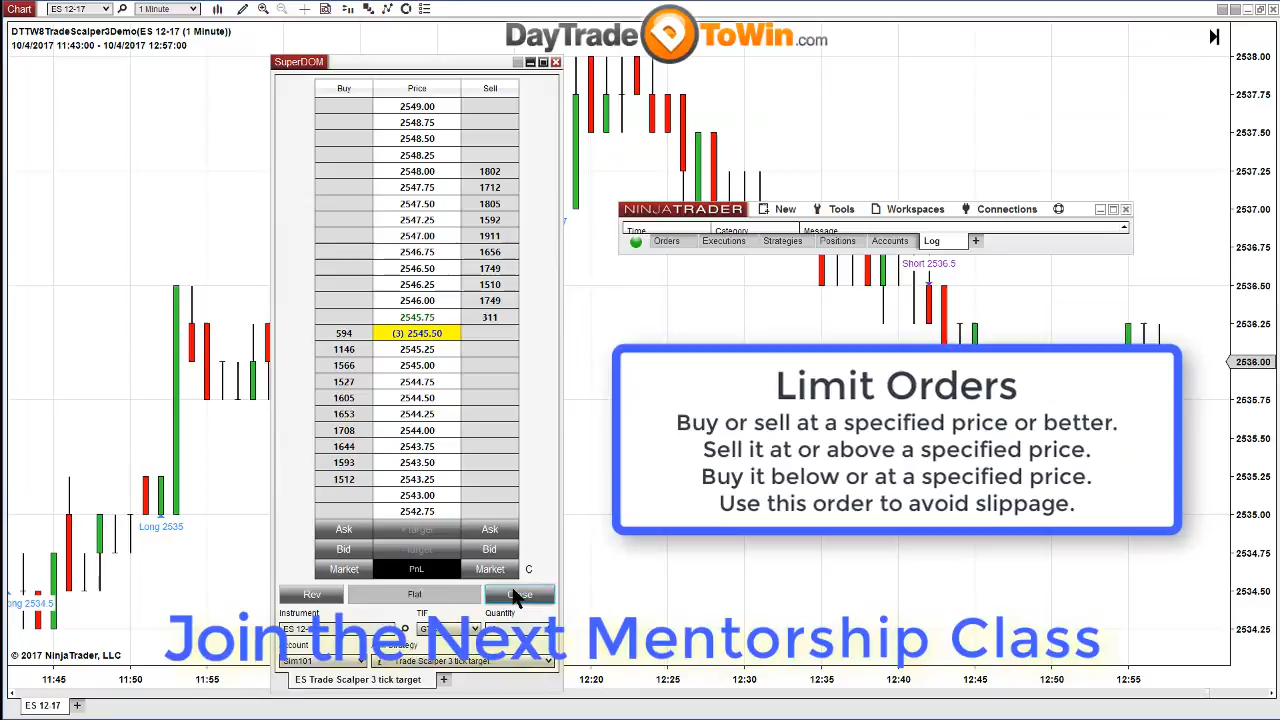 Chart
ES 12-17
1 Minute
DTTW8TradeScalper3Demo(ES 12-17 (1 Minute))
10/4/2017 11:43:00 - 10/4/2017 12:57:00
DayTrade ToWin.com
SuperDOM
Buy Price Sell
2549.00
2548.75
2548.50
2548.25
2548.00 1802
2547.75 1712
2547.50 1805
2547.25 1592
2547.00 1911
2546.75 1656
2546.50 1749
2546.25 1510
2546.00 1749
2545.75 311
594 (3) 2545.50
1146 2545.25
1566 2545.00
1527 2544.75
1605 2544.50
1653 2544.25
1708 2544.00
1644 2543.75
1593 2543.50
1512 2543.25
2543.00
2542.75
Ask - Target Ask
Bid - Target Bid
Market PnL Market C
Rev Flat Close
Instrument TIF Quantity
ES 12-
Account
Sim101 Trade Scalper 3 tick target
ES Trade Scalper 3 tick target +
NINJATRADER New Tools Workspaces Connections
Time Category Message
Orders Executions Strategies Positions Accounts Log +
Short 2536.5
Long 2535
ong 2534.5
Limit Orders
Buy or sell at a specified price or better.
Sell it at or above a specified price.
Buy it below or at a specified price.
Use this order to avoid slippage.
Join the Next Mentorship Class
2538.00
2537.75
2537.50
2537.25
2537.00
2536.75
2536.50
2536.25
2536.00
2535.75
2535.50
2535.25
2535.00
2534.75
2534.50
2534.25
© 2017 NinjaTrader, LLC
11:45 11:55 12:20 12:25 12:30 12:35 12:40 12:45 12:50 12:55
ES 12-17 +